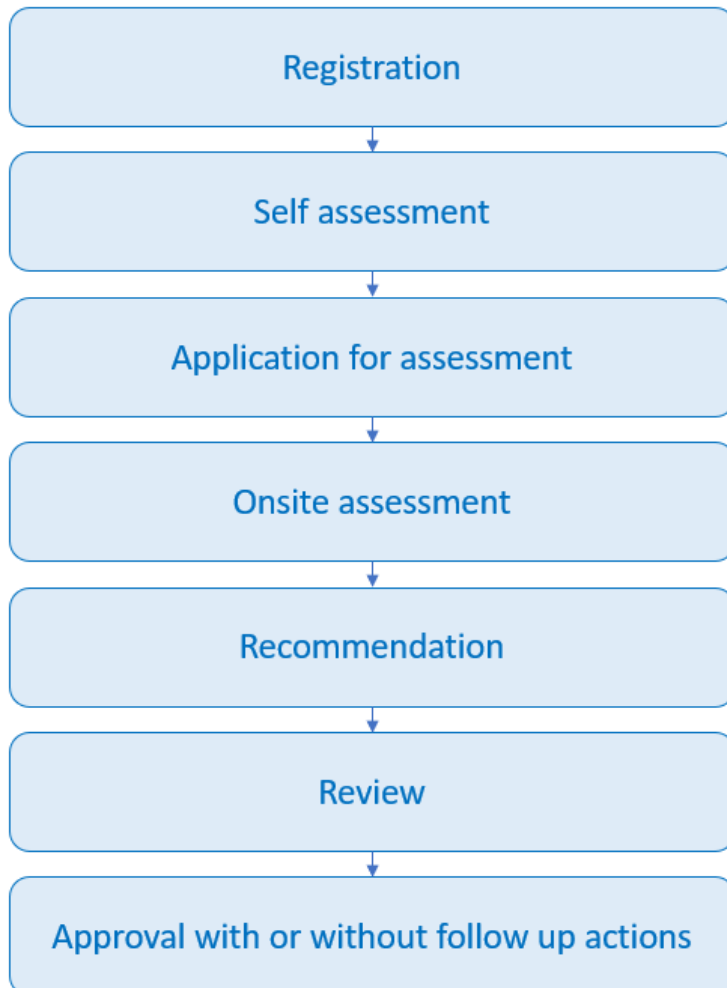 Registration
Self assessment
Application for assessment
Onsite assessment
Recommendation
Review
Approval with or without follow up actions